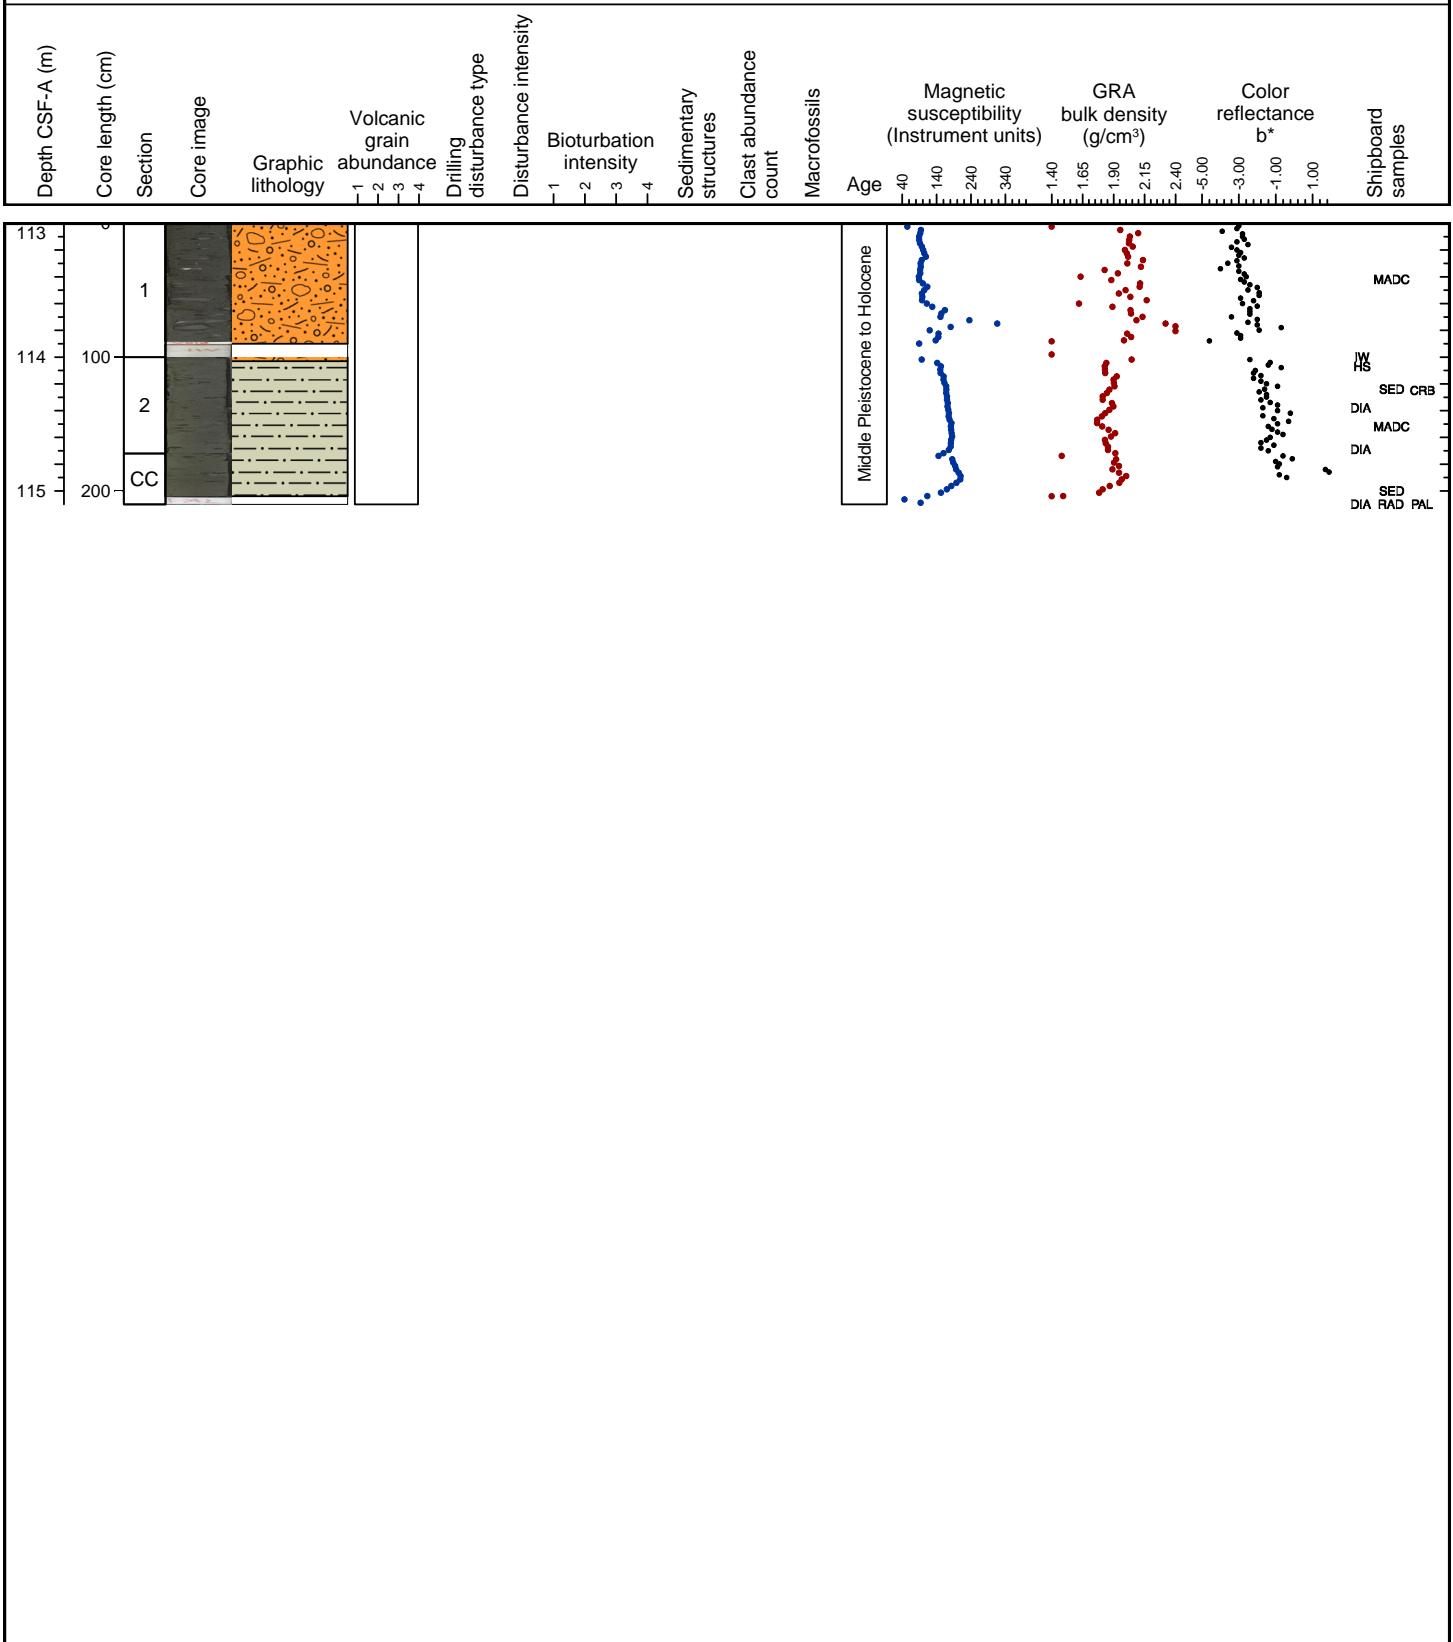 Depth CSF-A (m)
Core length (cm)
Section
Core image
Graphic
lithology
Volcanic
grain
abundance
1 2 3 4
Drilling
disturbance type
Disturbance intensity
Bioturbation
intensity
1 2 3 4
Sedimentary
structures
Clast abundance
count
Macrofossils
Age
Magnetic
susceptibility
(Instrument units)
40 140 240 340
GRA
bulk density
(g/cm³)
1.40 1.65 1.90 2.15 2.40
Color
reflectance
b*
-5.00 -3.00 -1.00 1.00
Shipboard
samples
113
0
1
MADC
114
100
IW
HS
2
SED CRB
DIA
MADC
DIA
CC
115
200
SED
DIA RAD PAL
Middle Pleistocene to Holocene